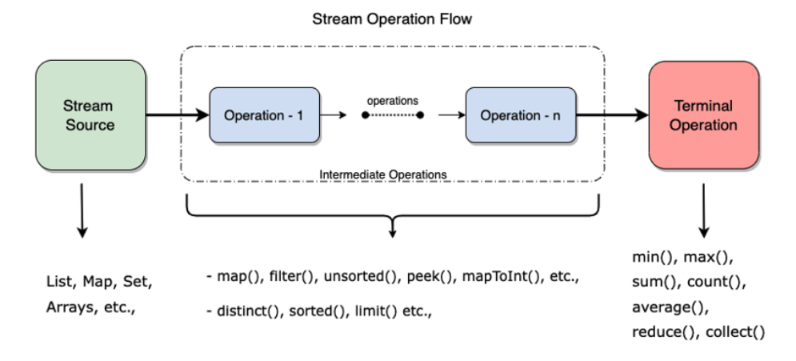 Stream Operation Flow
Stream
Source
Operation - 1
operations
Operation - n
Terminal
Operation
Intermediate Operations
List, Map, Set,
Arrays, etc.,
- map(), filter(), unsorted(), peek(), mapToInt(), etc.,
- distinct(), sorted(), limit() etc.,
min(), max(),
sum(), count(),
average(),
reduce(), collect()